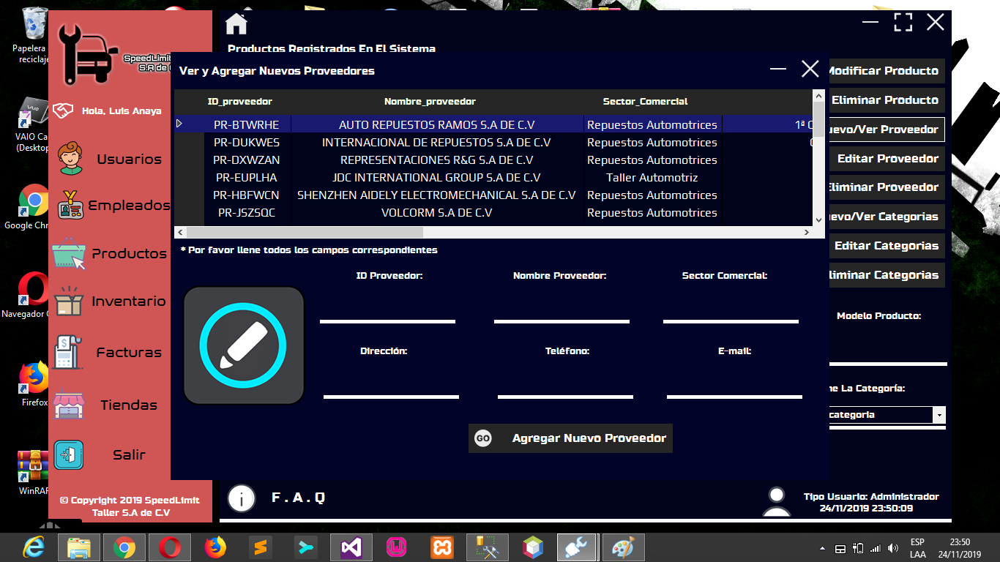 Papelera
reciclaje
VAIO Ca
(Desktop
Google Chr
Navegador
Firefox
WinRAR
SpeedLimit
S.A de C
Hola, Luis Anaya
Usuarios
Empleados
Productos
Inventario
Facturas
Tiendas
Salir
© Copyright 2019 SpeedLimit
Taller S.A de C.V
Productos Registrados En El Sistema
Ver y Agregar Nuevos Proveedores
ID_proveedor Nombre_proveedor Sector_Comercial
PR-BTWRHE AUTO REPUESTOS RAMOS S.A DE C.V Repuestos Automotrices 1ª C
PR-DUKWES INTERNACIONAL DE REPUESTOS S.A DE C.V Repuestos Automotrices
PR-DXWZAN REPRESENTACIONES R&G S.A DE C.V Repuestos Automotrices
PR-EUPLHA JDC INTERNATIONAL GROUP S.A DE C.V Taller Automotriz
PR-HBFWCN SHENZHEN AIDELY ELECTROMECHANICAL S.A DE C.V Repuestos Automotrices
PR-JSZSQC VOLCORM S.A DE C.V Repuestos Automotrices
* Por favor llene todos los campos correspondientes
ID Proveedor: Nombre Proveedor: Sector Comercial:
Dirección: Teléfono: E-mail:
GO Agregar Nuevo Proveedor
Modificar Producto
Eliminar Producto
uevo/Ver Proveedor
Editar Proveedor
Eliminar Proveedor
uevo/Ver Categorias
Editar Categorias
liminar Categorias
Modelo Producto:
ne La Categoría:
categoria
F . A . Q
Tipo Usuario: Administrador
24/11/2019 23:50:09
ESP
LAA
23:50
24/11/2019